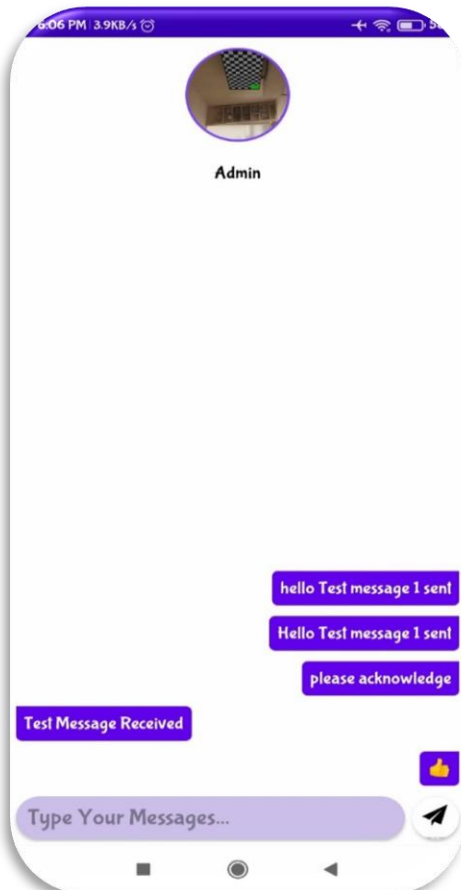 6:06 PM 3.9KB/s
Admin
hello Test message 1 sent
Hello Test message 1 sent
please acknowledge
Test Message Received
👍
Type Your Messages...